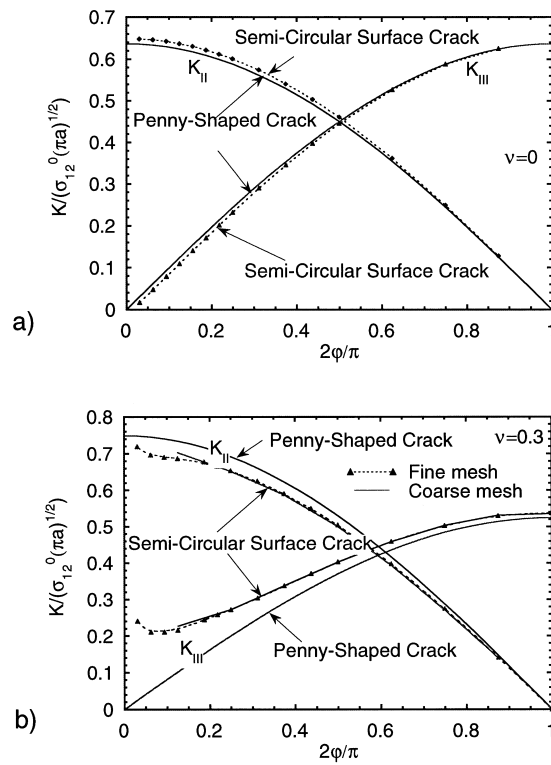 0.7
0.6
0.5
0.4
0.3
0.2
0.1
0
K/(σ₁₂⁰(πa)^1/2)
Semi-Circular Surface Crack
K_II
K_III
Penny-Shaped Crack
ν=0
Semi-Circular Surface Crack
0 0.2 0.4 0.6 0.8 1
2φ/π
a)
0.8
0.7
0.6
0.5
0.4
0.3
0.2
0.1
0
K/(σ₁₂⁰(πa)^1/2)
K_II
Penny-Shaped Crack
ν=0.3
Fine mesh
Coarse mesh
Semi-Circular Surface Crack
K_III
Penny-Shaped Crack
0 0.2 0.4 0.6 0.8 1
2φ/π
b)